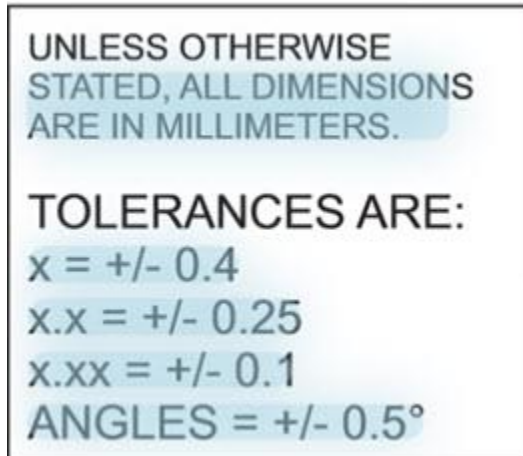 UNLESS OTHERWISE
STATED, ALL DIMENSIONS
ARE IN MILLIMETERS.
TOLERANCES ARE:
x = +/- 0.4
x.x = +/- 0.25
x.xx = +/- 0.1
ANGLES = +/- 0.5°